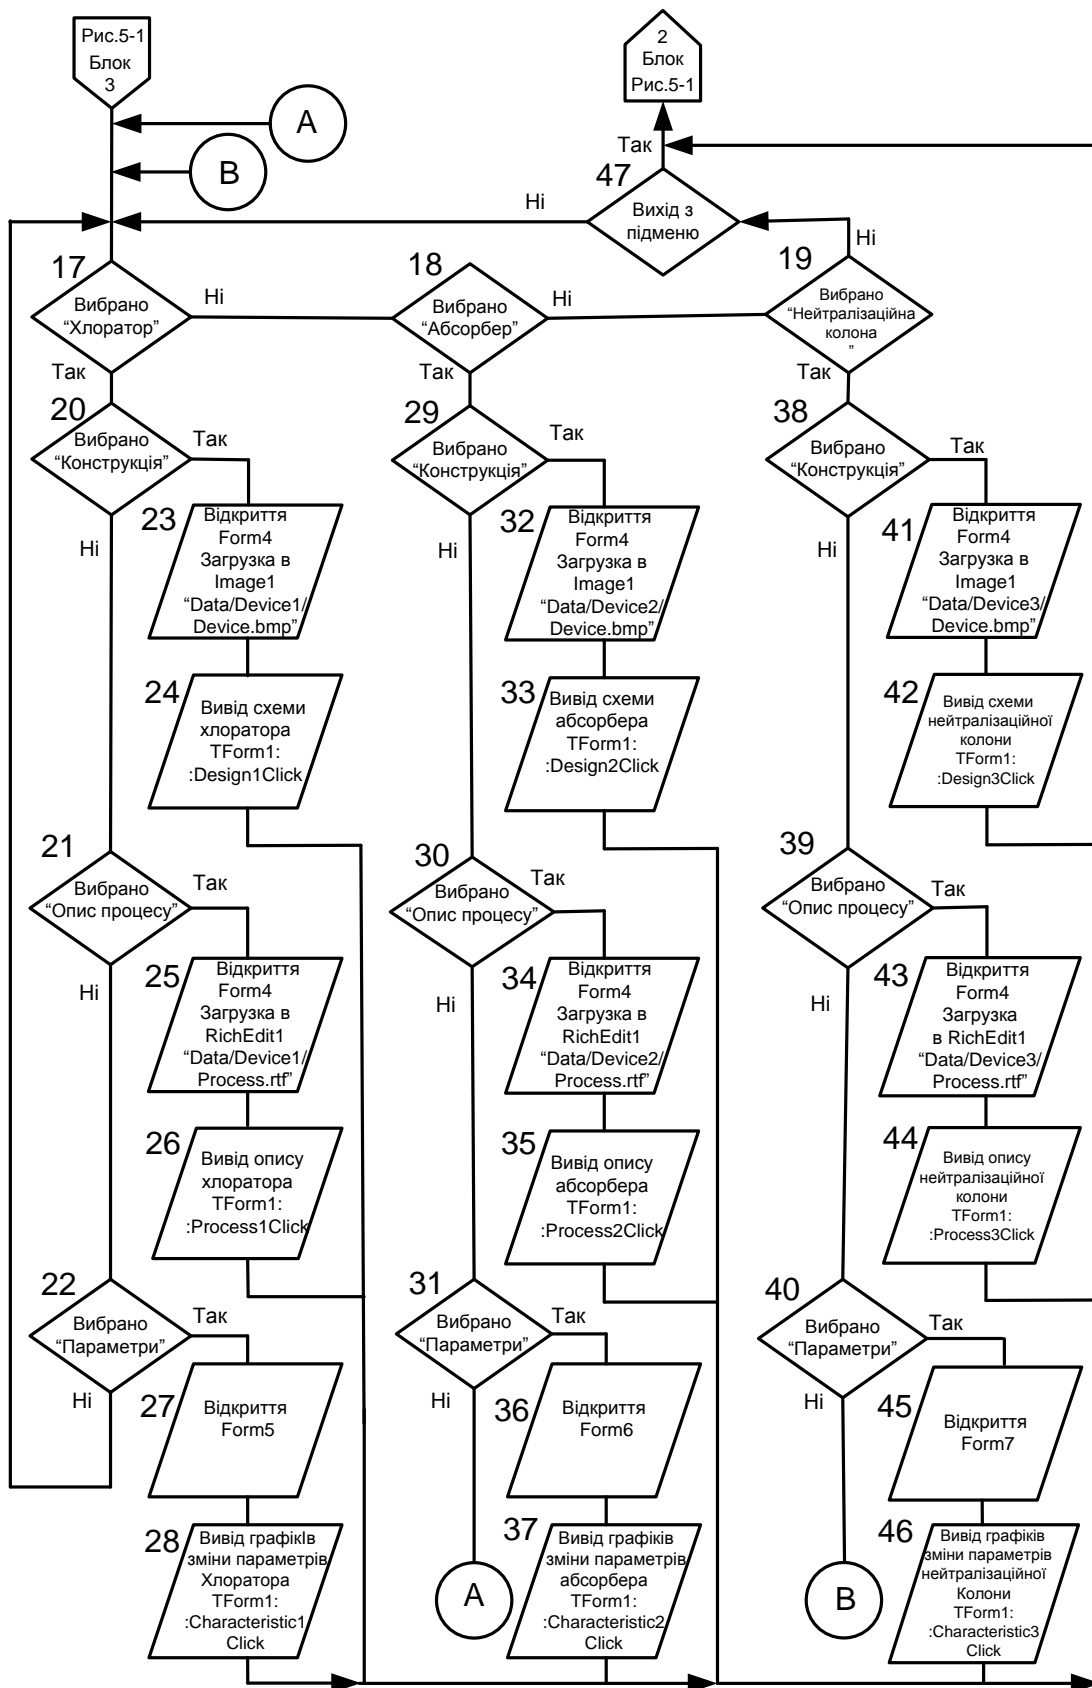 Рис.5-1
Блок
3
2
Блок
Рис.5-1
A
B
Так
47
Вихід з
підменю
Ні
Ні
17
Вибрано
“Хлоратор”
Ні
18
Вибрано
“Абсорбер”
Ні
19
Вибрано
“Нейтралізаційна
колона
”
Так
Так
Так
20
Вибрано
“Конструкція”
Так
Ні
29
Вибрано
“Конструкція”
Так
Ні
38
Вибрано
“Конструкція”
Так
Ні
23
Відкриття
Form4
Загрузка в
Image1
“Data/Device1/
Device.bmp”
32
Відкриття
Form4
Загрузка в
Image1
“Data/Device2/
Device.bmp”
41
Відкриття
Form4
Загрузка в
Image1
“Data/Device3/
Device.bmp”
24
Вивід схеми
хлоратора
TForm1:
:Design1Click
33
Вивід схеми
абсорбера
TForm1:
:Design2Click
42
Вивід схеми
нейтралізаційної
колони
TForm1:
:Design3Click
21
Вибрано
“Опис процесу”
Так
Ні
30
Вибрано
“Опис процесу”
Так
Ні
39
Вибрано
“Опис процесу”
Так
Ні
25
Відкриття
Form4
Загрузка в
RichEdit1
“Data/Device1/
Process.rtf”
34
Відкриття
Form4
Загрузка в
RichEdit1
“Data/Device2/
Process.rtf”
43
Відкриття
Form4
Загрузка
в RichEdit1
“Data/Device3/
Process.rtf”
26
Вивід опису
хлоратора
TForm1:
:Process1Click
35
Вивід опису
абсорбера
TForm1:
:Process2Click
44
Вивід опису
нейтралізаційної
колони
TForm1:
:Process3Click
22
Вибрано
“Параметри”
Так
Ні
31
Вибрано
“Параметри”
Так
Ні
40
Вибрано
“Параметри”
Так
Ні
27
Відкриття
Form5
36
Відкриття
Form6
45
Відкриття
Form7
28
Вивід графікІв
зміни параметрів
Хлоратора
TForm1:
:Characteristic1
Click
A
37
Вивід графіків
зміни параметрів
абсорбера
TForm1:
:Characteristic2
Click
B
46
Вивід графіків
зміни параметрів
нейтралізаційної
Колони
TForm1:
:Characteristic3
Click